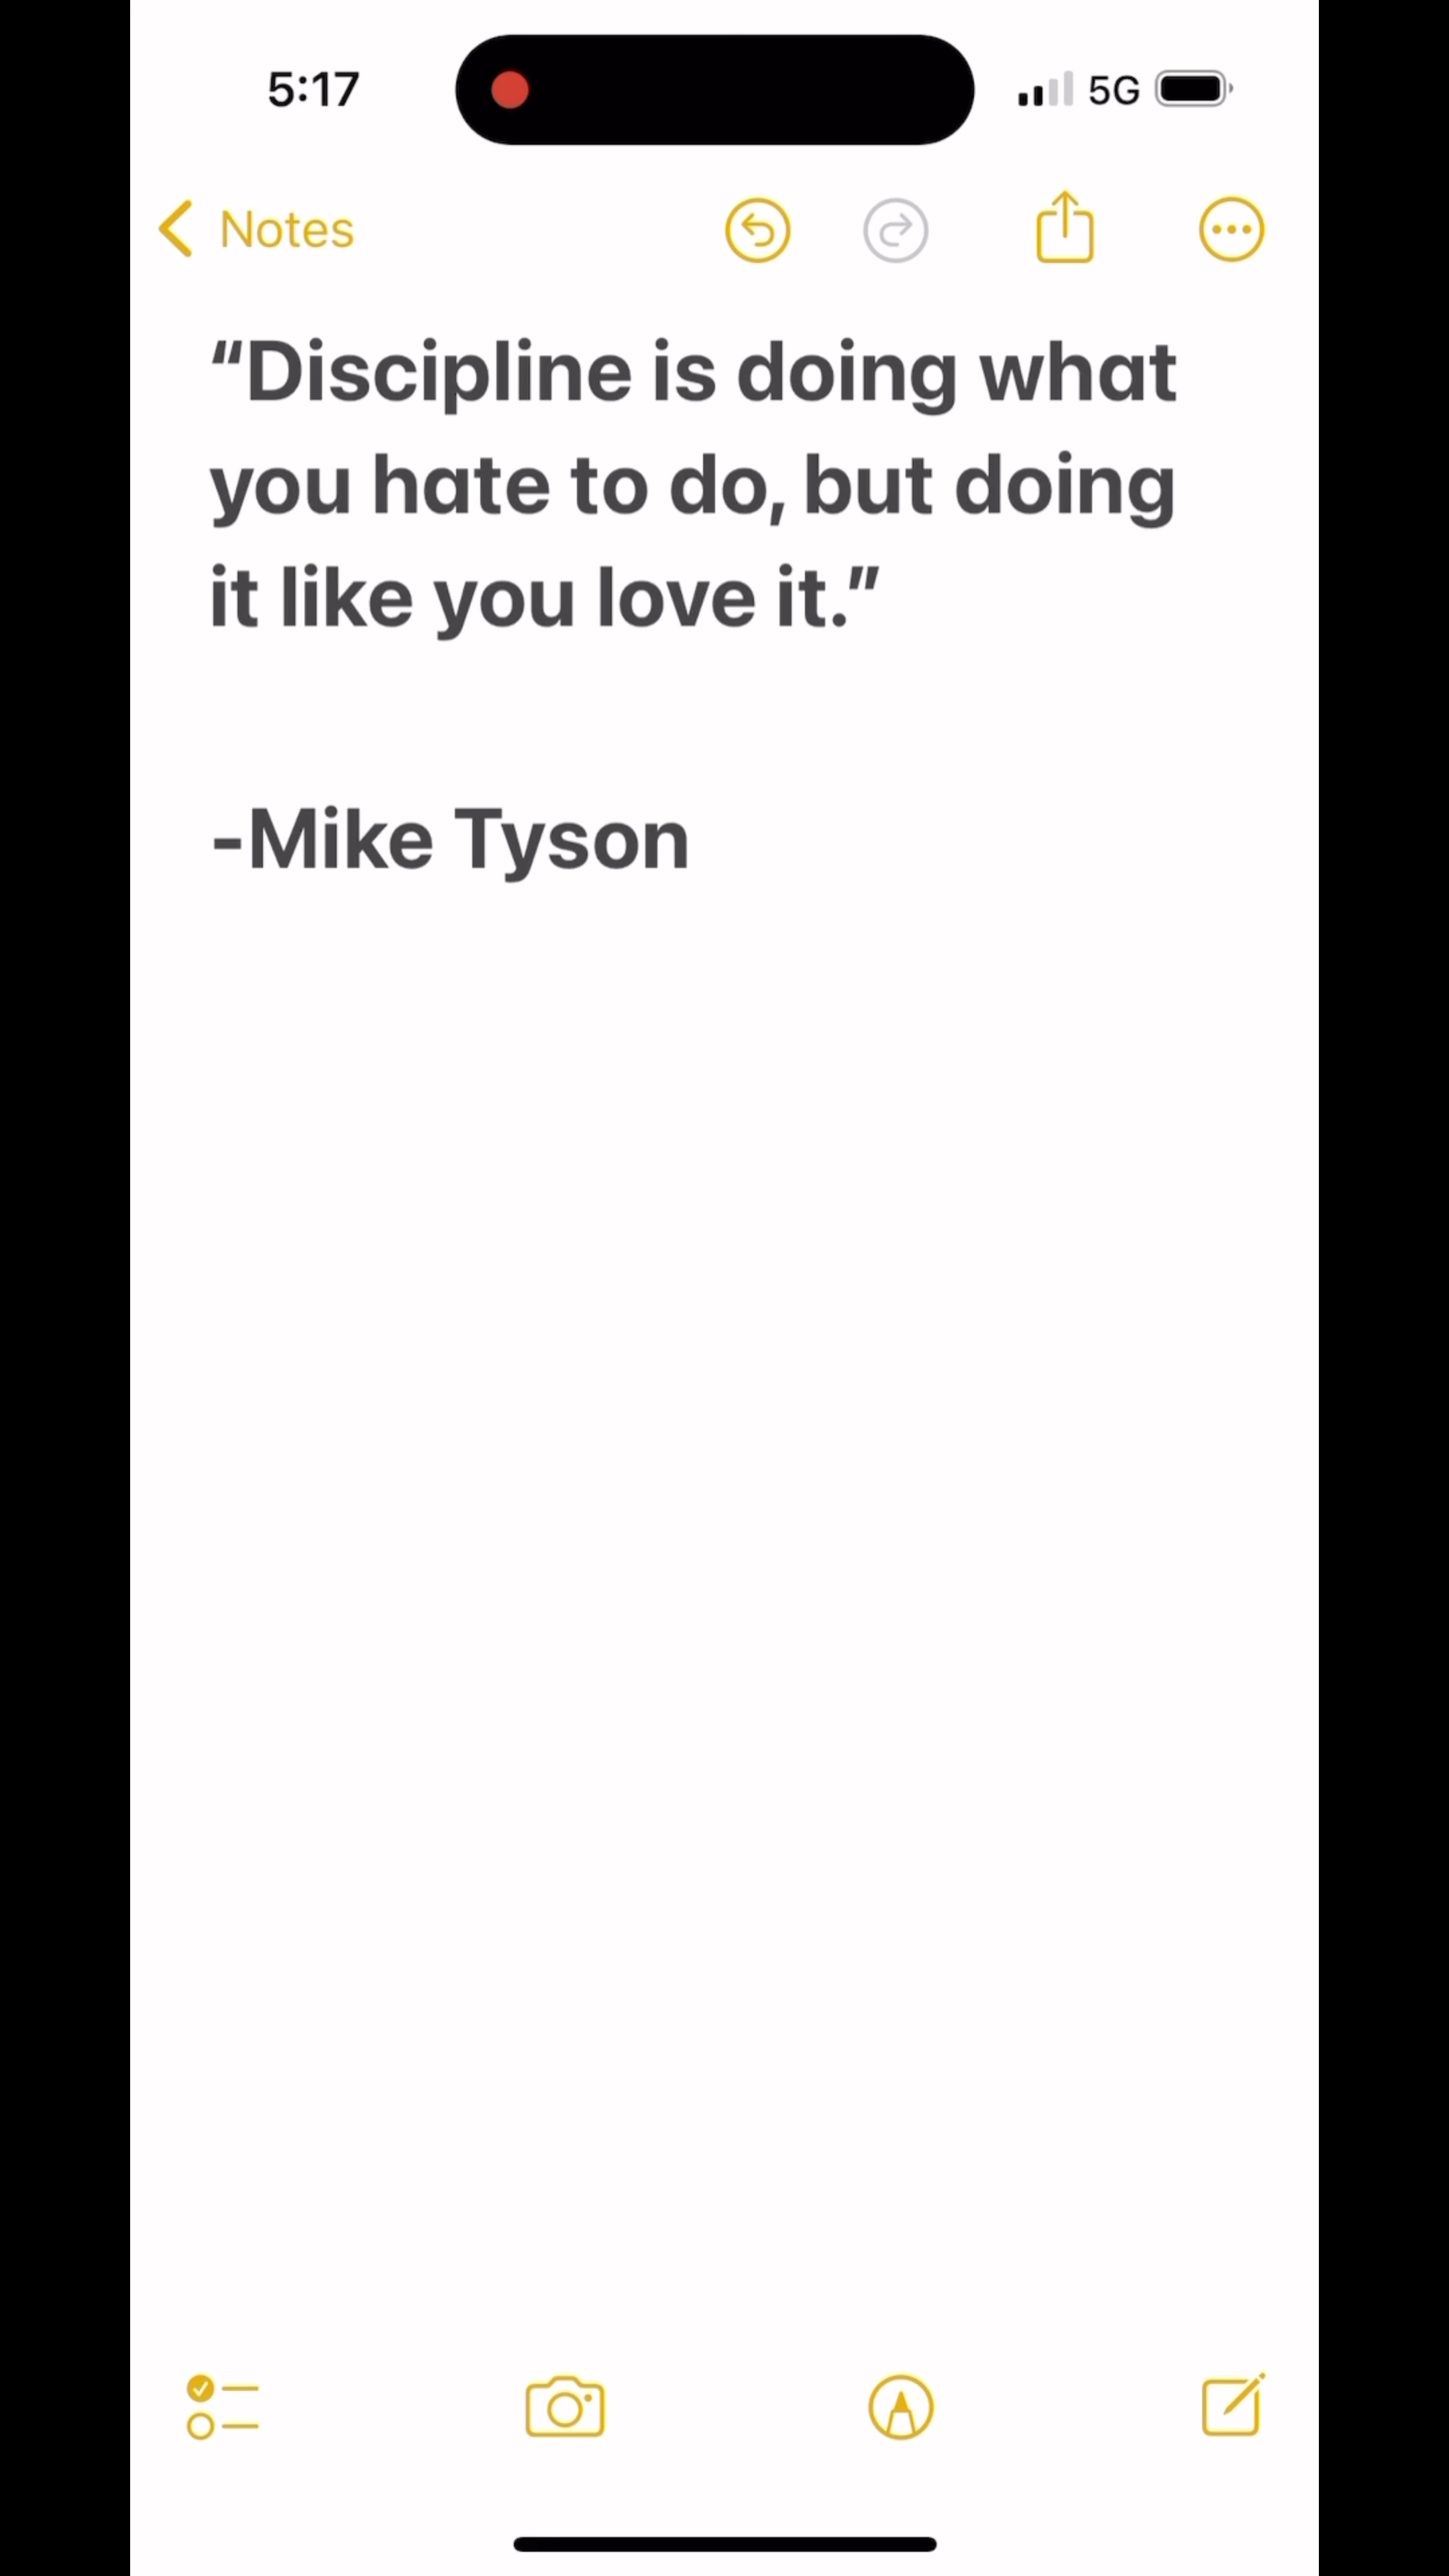 5:17 5G
Notes
“Discipline is doing what
you hate to do, but doing
it like you love it.”
-Mike Tyson